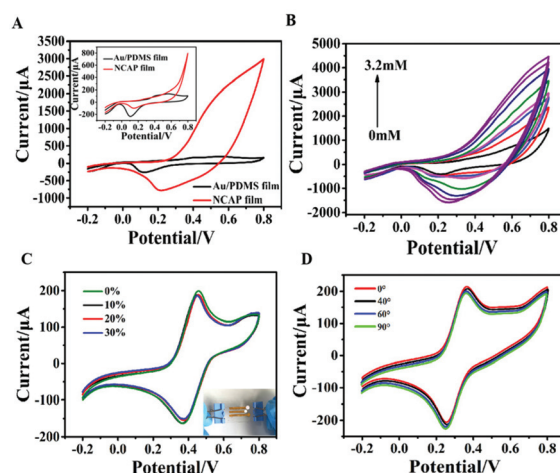 A
Current/μA
3500
3000
2500
2000
1500
1000
500
0
-500
-1000
-0.2 0.0 0.2 0.4 0.6 0.8
Potential/V
Au/PDMS film
NCAP film
Current/μA
800
600
400
200
0
-200
-0.2 0.0 0.2 0.4 0.6 0.8
Potential/V
Au/PDMS film
NCAP film
B
Current/μA
5000
4000
3000
2000
1000
0
-1000
-2000
3.2mM
0mM
-0.2 0.0 0.2 0.4 0.6 0.8
Potential/V
C
Current/μA
200
100
0
-100
-200
0%
10%
20%
30%
-0.2 0.0 0.2 0.4 0.6 0.8
Potential/V
D
Current/μA
200
100
0
-100
-200
0°
40°
60°
90°
-0.2 0.0 0.2 0.4 0.6 0.8
Potential/V